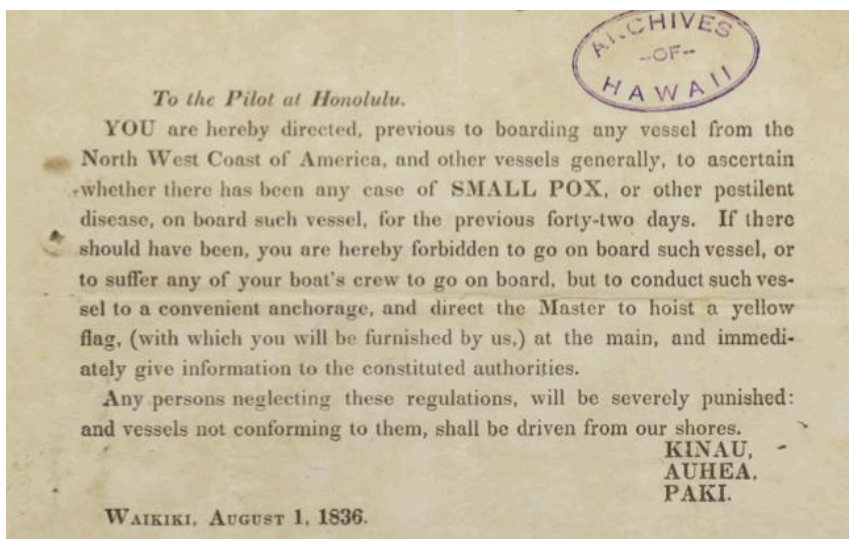 ARCHIVES
--OF--
HAWAII
To the Pilot at Honolulu.
YOU are hereby directed, previous to boarding any vessel from the
North West Coast of America, and other vessels generally, to ascertain
whether there has been any case of SMALL POX, or other pestilent
disease, on board such vessel, for the previous forty-two days. If there
should have been, you are hereby forbidden to go on board such vessel, or
to suffer any of your boat's crew to go on board, but to conduct such ves-
sel to a convenient anchorage, and direct the Master to hoist a yellow
flag, (with which you will be furnished by us,) at the main, and immedi-
ately give information to the constituted authorities.
Any persons neglecting these regulations, will be severely punished:
and vessels not conforming to them, shall be driven from our shores.
KINAU,
AUHEA,
PAKI.
WAIKIKI, AUGUST 1, 1836.